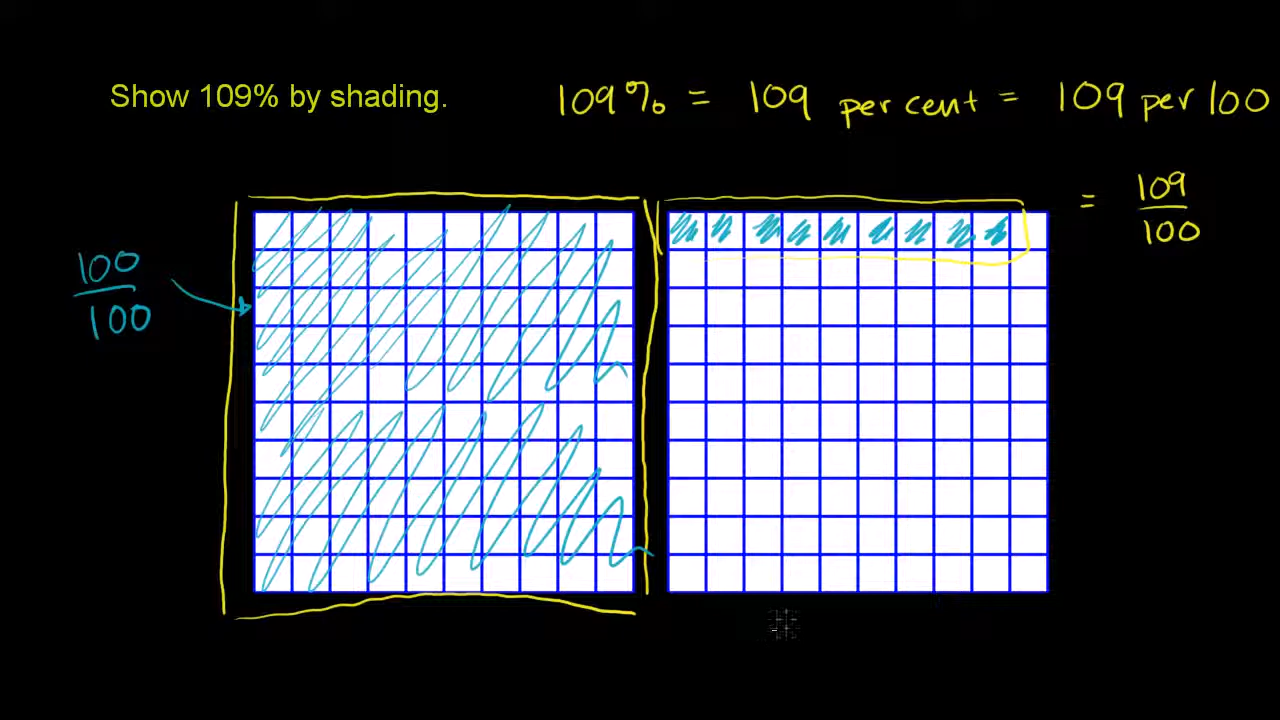 Show 109% by shading.
109% = 109 per cent = 109 per 100
= 109
100
100
100